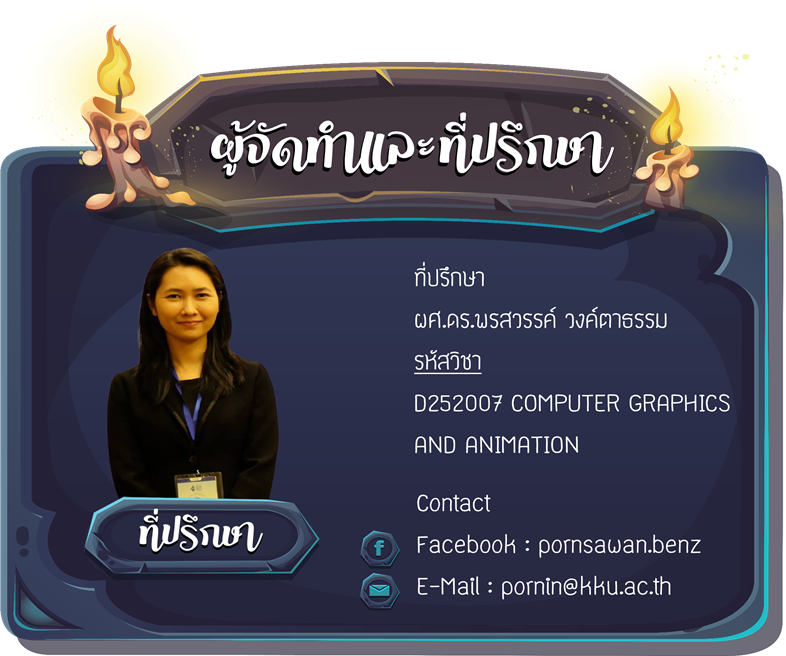 ผู้จัดทำและที่ปรึกษา
ที่ปรึกษา
ผศ.ดร.พรสวรรค์ วงค์ตาธรรม
รหัสวิชา
D252007 COMPUTER GRAPHICS
AND ANIMATION
Contact
ที่ปรึกษา
Facebook : pornsawan.benz
E-Mail : pornin@kku.ac.th